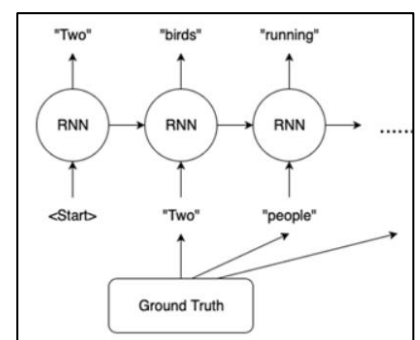 "Two" "birds" "running"
RNN RNN RNN ......
<Start> "Two" "people"
Ground Truth